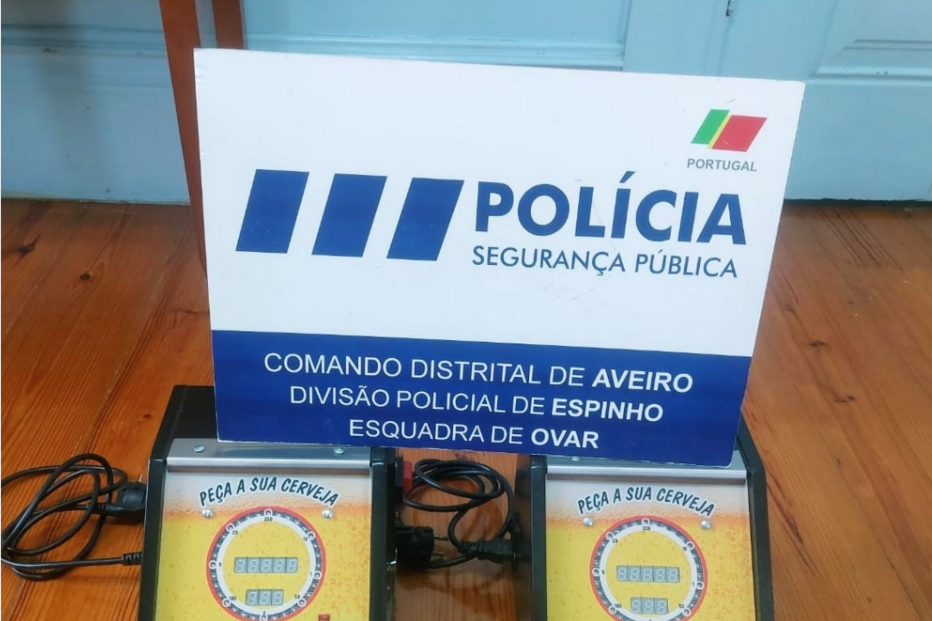 PORTUGAL
POLÍCIA
SEGURANÇA PÚBLICA
COMANDO DISTRITAL DE AVEIRO
DIVISÃO POLICIAL DE ESPINHO
ESQUADRA DE OVAR
PEÇA A SUA CERVEJA
PEÇA A SUA CERVEJA